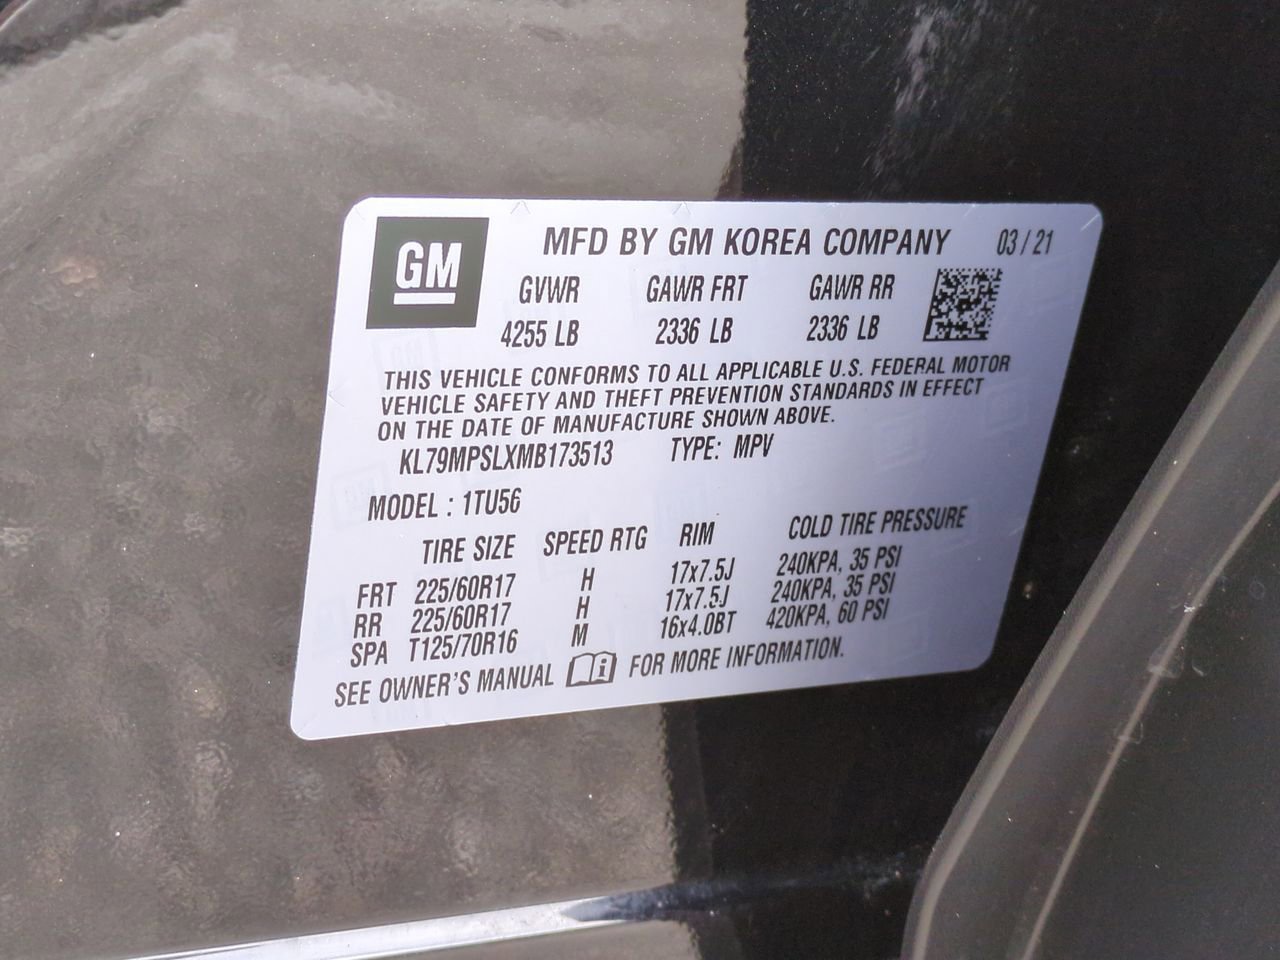 GM
MFD BY GM KOREA COMPANY 03/21
GVWR GAWR FRT GAWR RR
4255 LB 2336 LB 2336 LB
THIS VEHICLE CONFORMS TO ALL APPLICABLE U.S. FEDERAL MOTOR
VEHICLE SAFETY AND THEFT PREVENTION STANDARDS IN EFFECT
ON THE DATE OF MANUFACTURE SHOWN ABOVE.
KL79MPSLXMB173513 TYPE: MPV
MODEL : 1TU56
TIRE SIZE SPEED RTG RIM COLD TIRE PRESSURE
FRT 225/60R17 H 17x7.5J 240KPA, 35 PSI
RR 225/60R17 H 17x7.5J 240KPA, 35 PSI
SPA T125/70R16 M 16x4.0BT 420KPA, 60 PSI
SEE OWNER'S MANUAL FOR MORE INFORMATION.